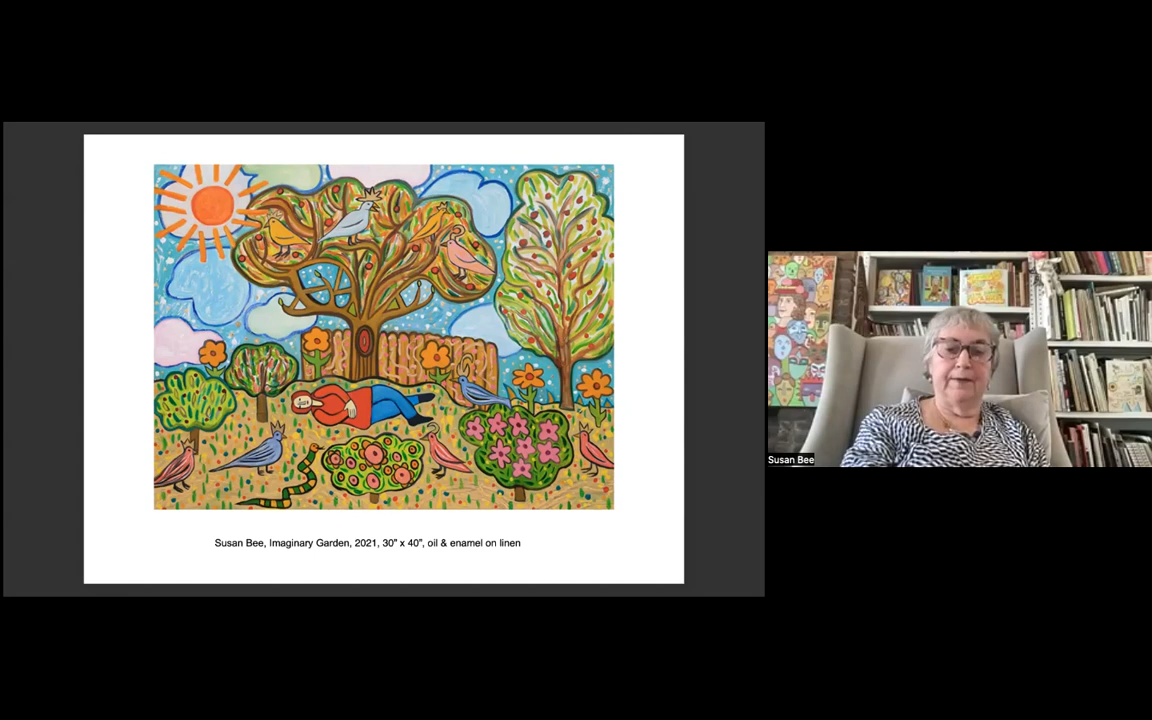 Susan Bee, Imaginary Garden, 2021, 30” x 40”, oil & enamel on linen
Susan Bee